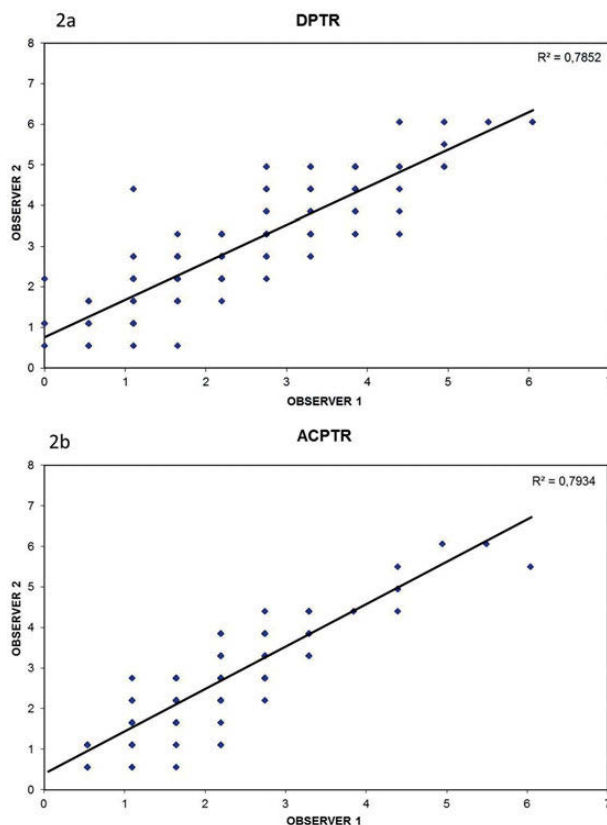 2a
DPTR
R² = 0,7852
8
7
6
5
4
3
2
1
0
OBSERVER 2
0 1 2 3 4 5 6 7
OBSERVER 1
2b
ACPTR
R² = 0,7934
8
7
6
5
4
3
2
1
0
OBSERVER 2
0 1 2 3 4 5 6 7
OBSERVER 1